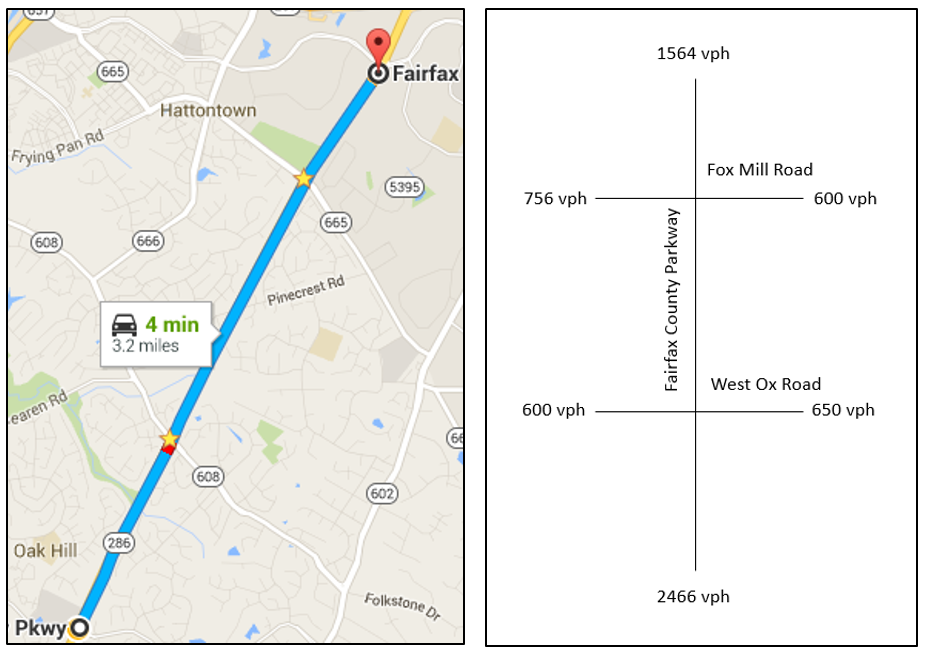 657
665
Fairfax
Hattontown
Frying Pan Rd
5395
665
608
666
Pinecrest Rd
4 min
3.2 miles
earen Rd
608
66
602
286
Oak Hill
Folkstone Dr
Pkwy
1564 vph
Fox Mill Road
756 vph
600 vph
Fairfax County Parkway
West Ox Road
600 vph
650 vph
2466 vph